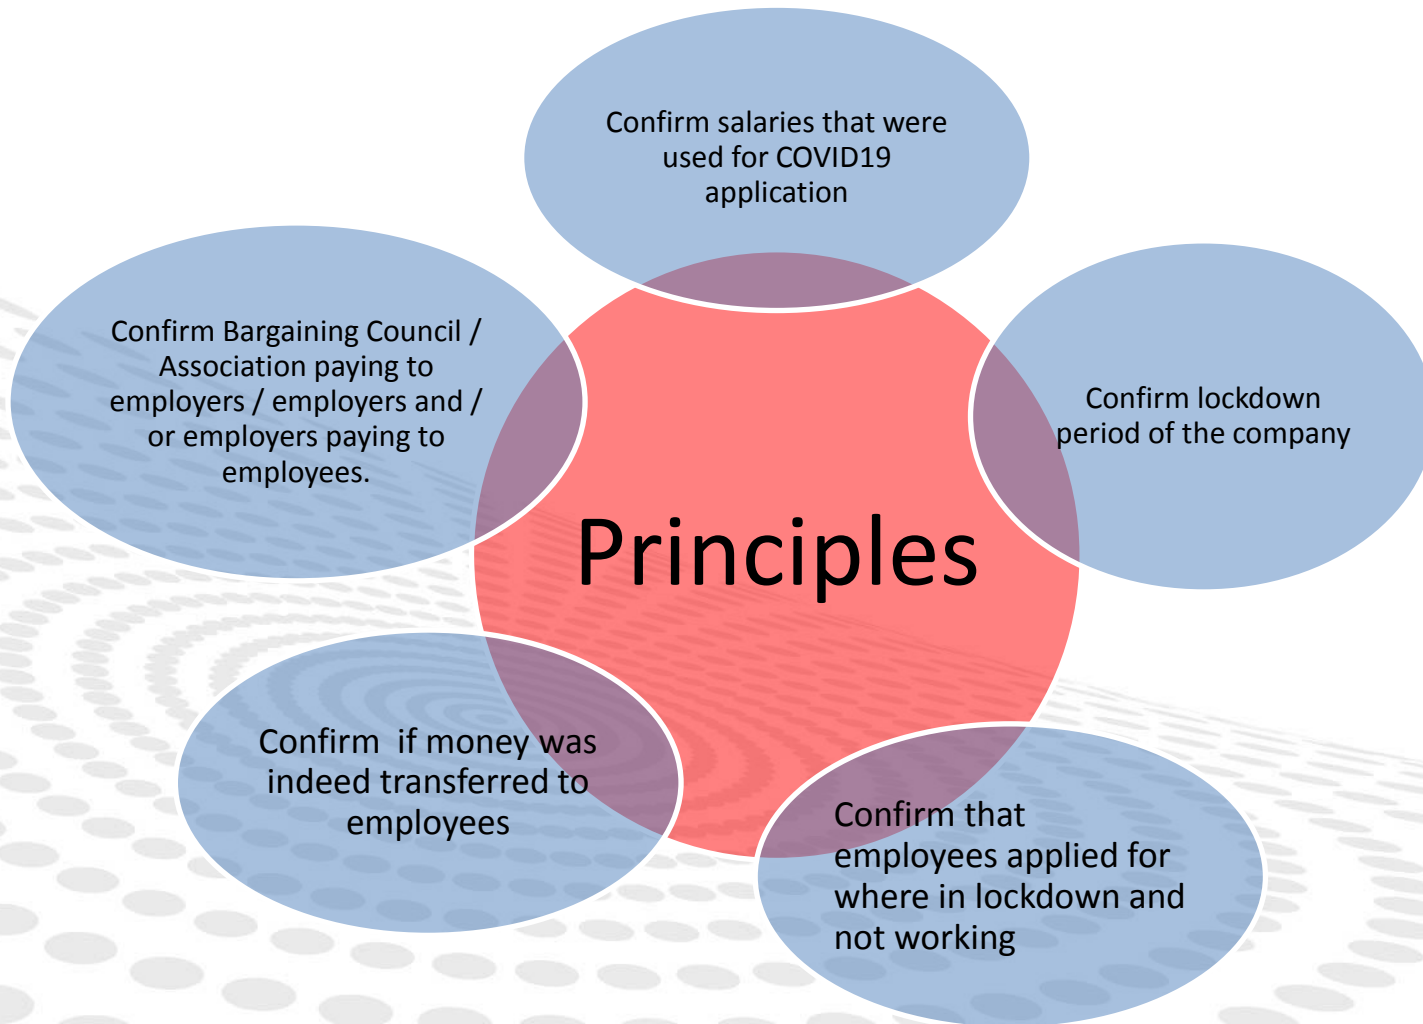 Confirm salaries that were
used for COVID19
application
Confirm lockdown
period of the company
Confirm that
employees applied for
where in lockdown and
not working
Confirm  if money was
indeed transferred to
employees
Confirm Bargaining Council /
Association paying to
employers / employers and /
or employers paying to
employees.
Principles